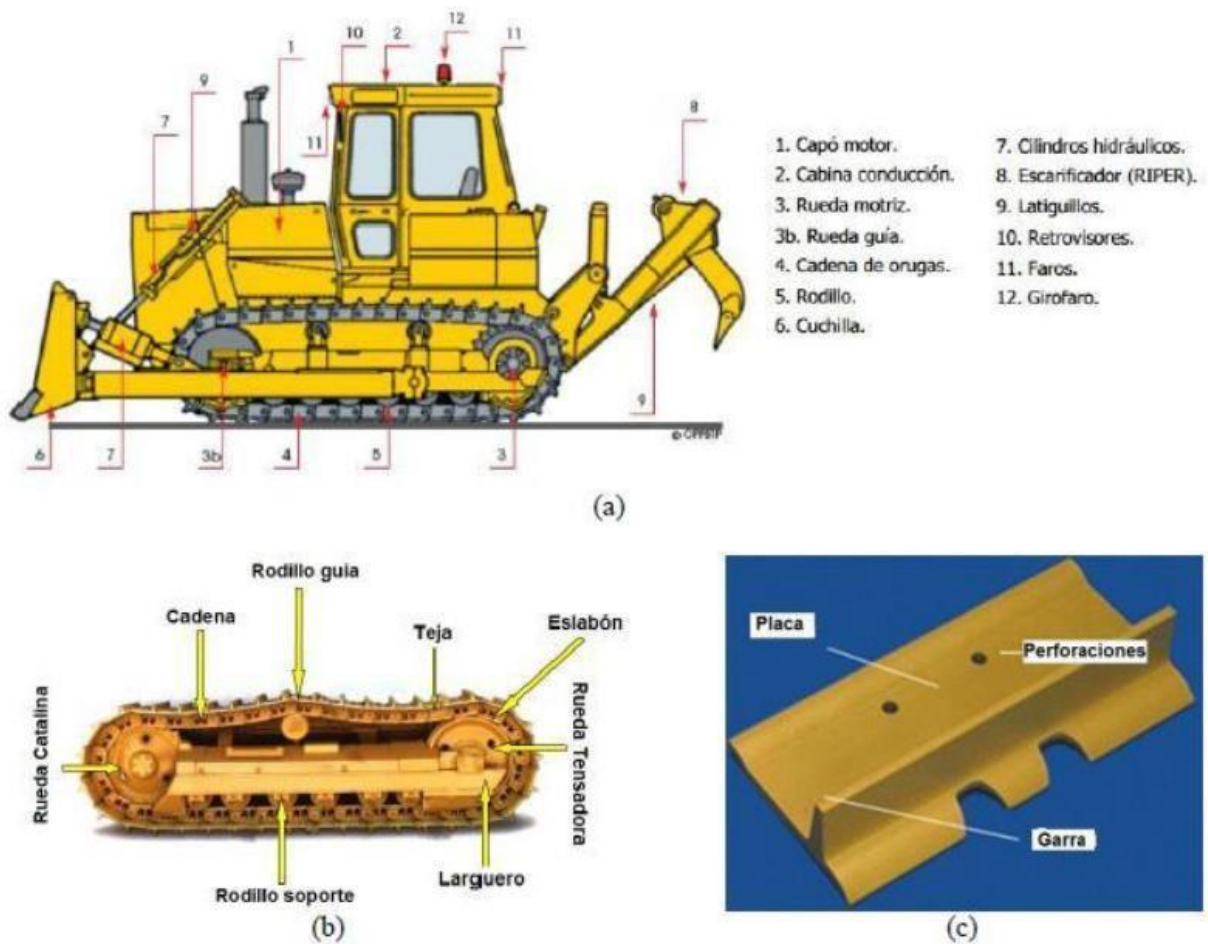 12
10
2
11
1
9
8
7
11
1. Capó motor.
2. Cabina conducción.
3. Rueda motriz.
3b. Rueda guía.
4. Cadena de orugas.
5. Rodillo.
6. Cuchilla.
7. Cilindros hidráulicos.
8. Escarificador (RIPER).
9. Latiguillos.
10. Retrovisores.
11. Faros.
12. Girofaro.
9
6
7
3b
4
5
3
(a)
Rodillo guia
Cadena
Teja
Eslabón
Rueda Catalina
Rueda Tensadora
Larguero
Rodillo soporte
(b)
Placa
Perforaciones
Garra
(c)